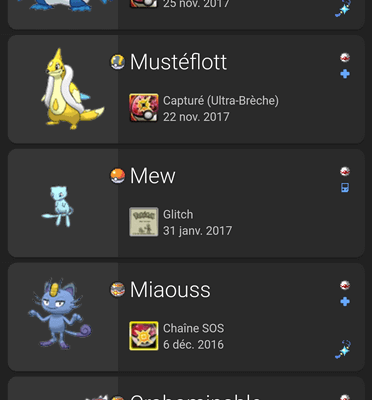 25 nov. 2017
Mustéflott
Capturé (Ultra-Brèche)
22 nov. 2017
Mew
Glitch
31 janv. 2017
Miaouss
Chaîne SOS
6 déc. 2016